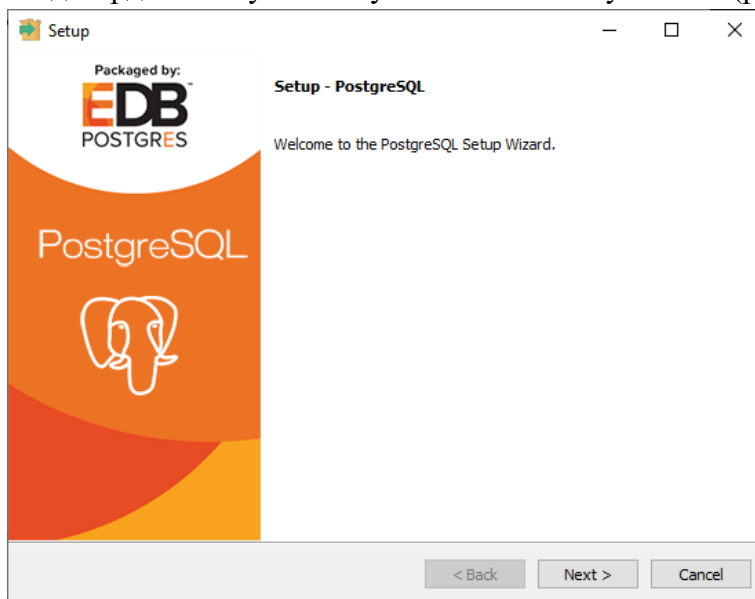 Setup
Packaged by:
EDB
POSTGRES
Setup - PostgreSQL
Welcome to the PostgreSQL Setup Wizard.
PostgreSQL
< Back
Next >
Cancel